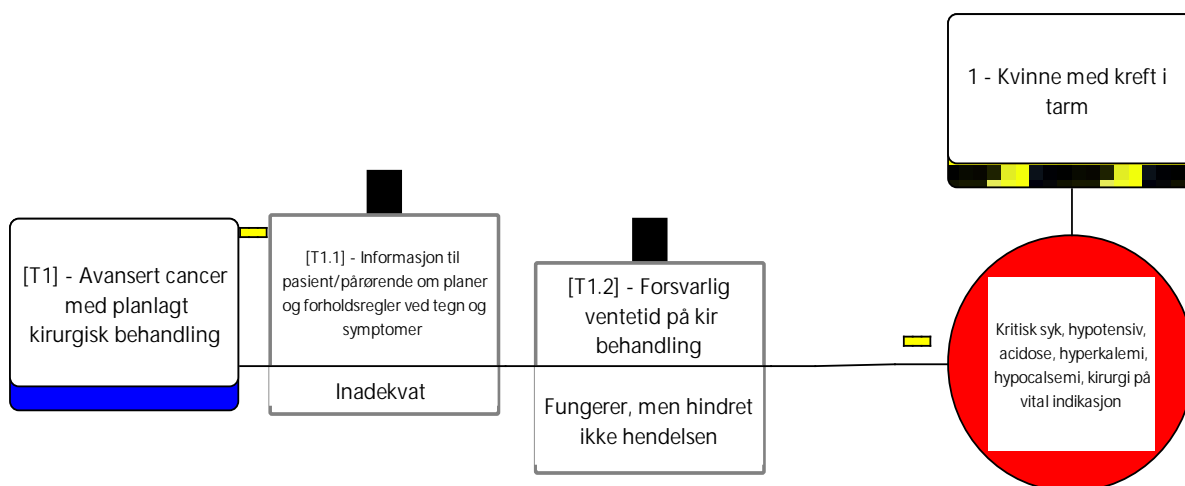 [T1] - Avansert cancer
med planlagt
kirurgisk behandling
[T1.1] - Informasjon til
pasient/pårørende om planer
og forholdsregler ved tegn og
symptomer
Inadekvat
[T1.2] - Forsvarlig
ventetid på kir
behandling
Fungerer, men hindret
ikke hendelsen
1 - Kvinne med kreft i
tarm
Kritisk syk, hypotensiv,
acidose, hyperkalemi,
hypocalsemi, kirurgi på
vital indikasjon